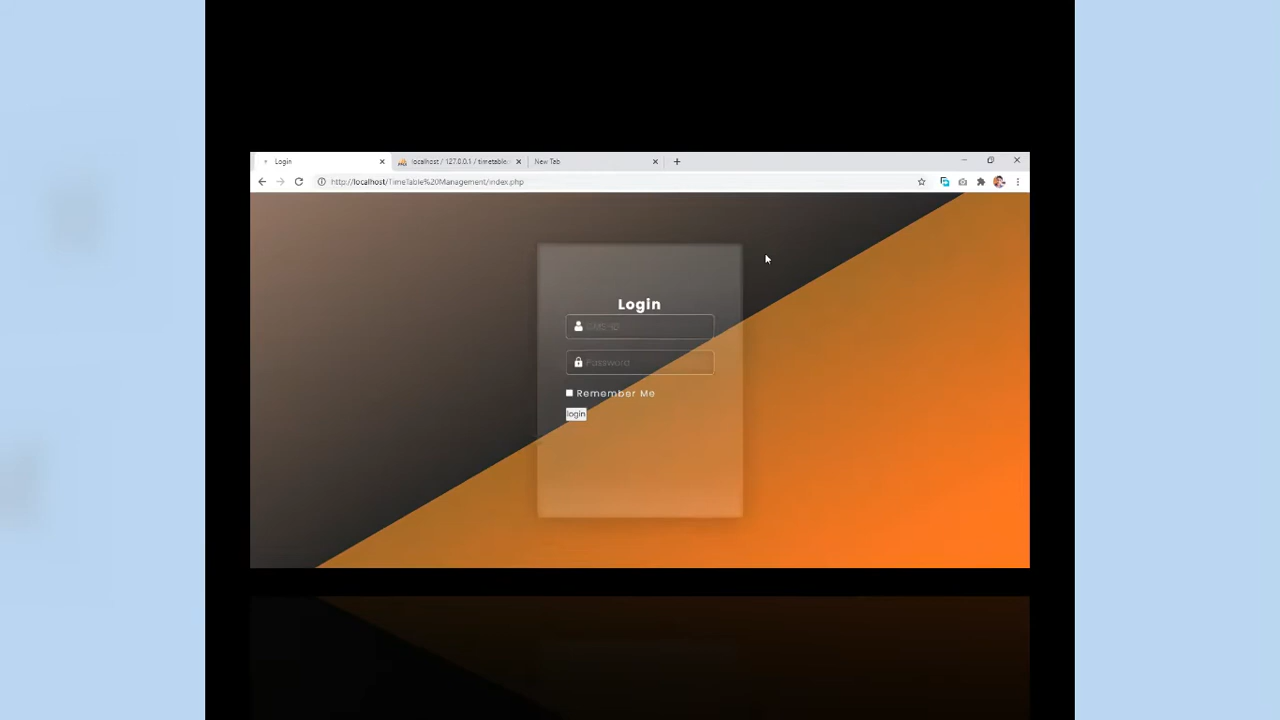 Login
localhost / 127.0.0.1 / timetable
New Tab
http://localhost/TimeTable%20Management/index.php
Login
Password
Remember Me
login